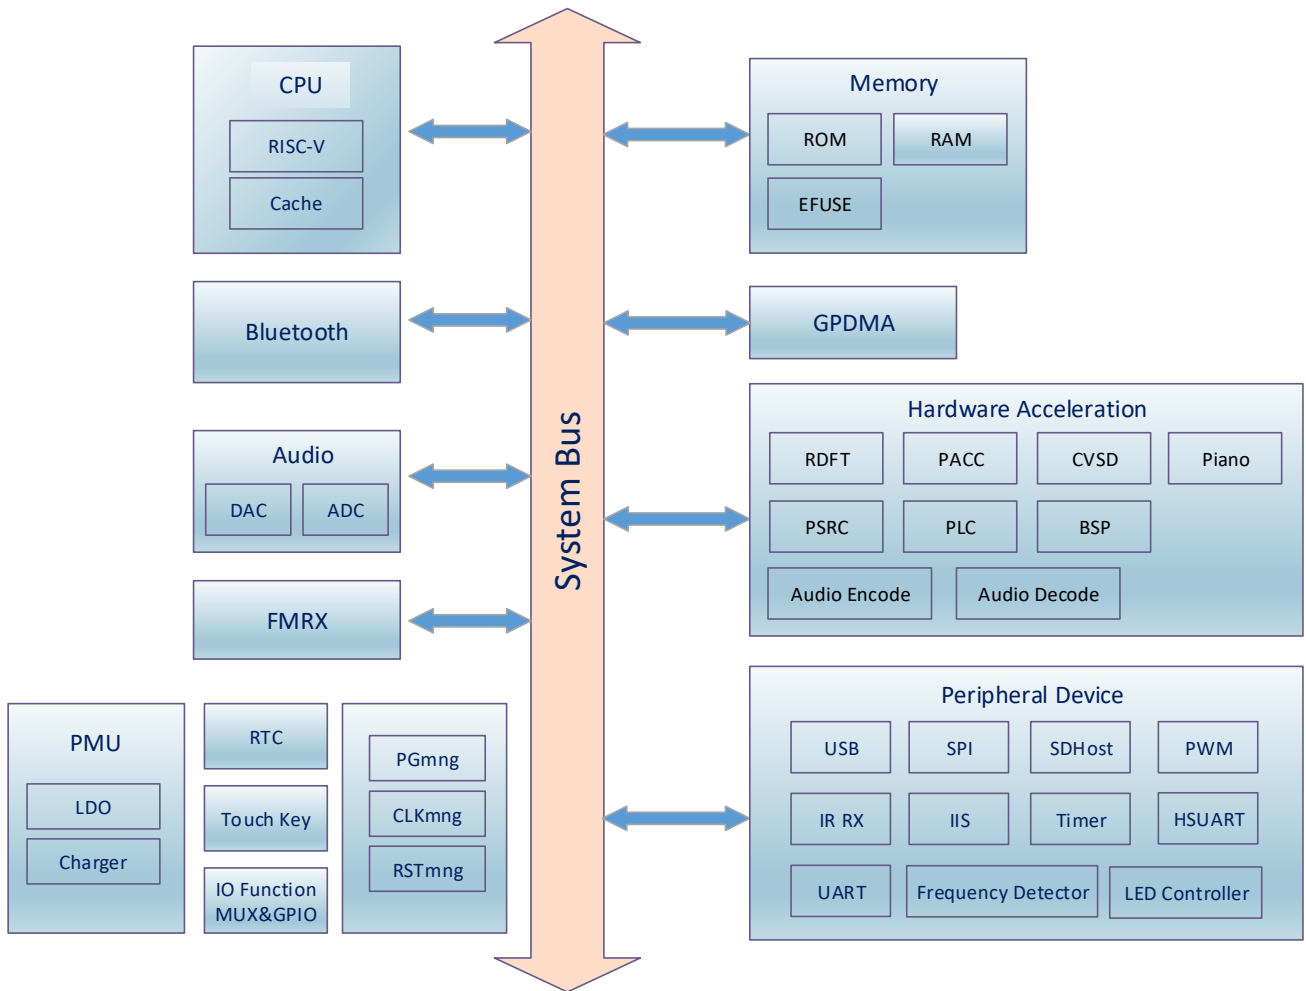 CPU
RISC-V
Cache
Bluetooth
Audio
DAC
ADC
FMRX
PMU
LDO
Charger
RTC
Touch Key
IO Function
MUX&GPIO
PGmng
CLKmng
RSTmng
System Bus
Memory
ROM
RAM
EFUSE
GPDMA
Hardware Acceleration
RDFT
PACC
CVSD
Piano
PSRC
PLC
BSP
Audio Encode
Audio Decode
Peripheral Device
USB
SPI
SDHost
PWM
IR RX
IIS
Timer
HSUART
UART
Frequency Detector
LED Controller